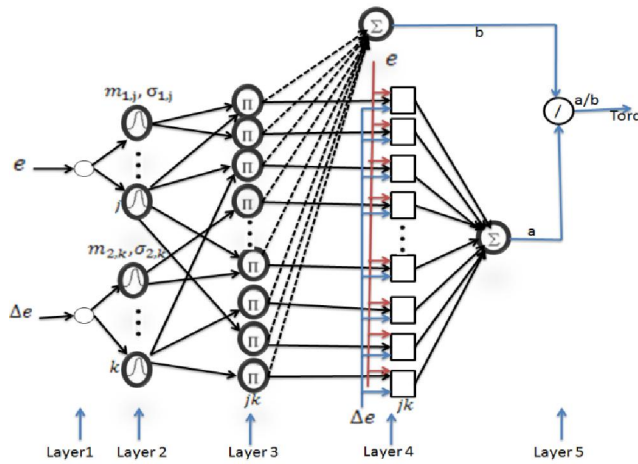 Σ
b
e
m1,j, σ1,j
Π
a/b
/
Torq
Π
e
Π
j
Π
m2,k, σ2,k
Σ
a
Π
Δe
Π
Π
k
Π
jk
Δe
jk
Layer1
Layer 2
Layer 3
Layer 4
Layer 5